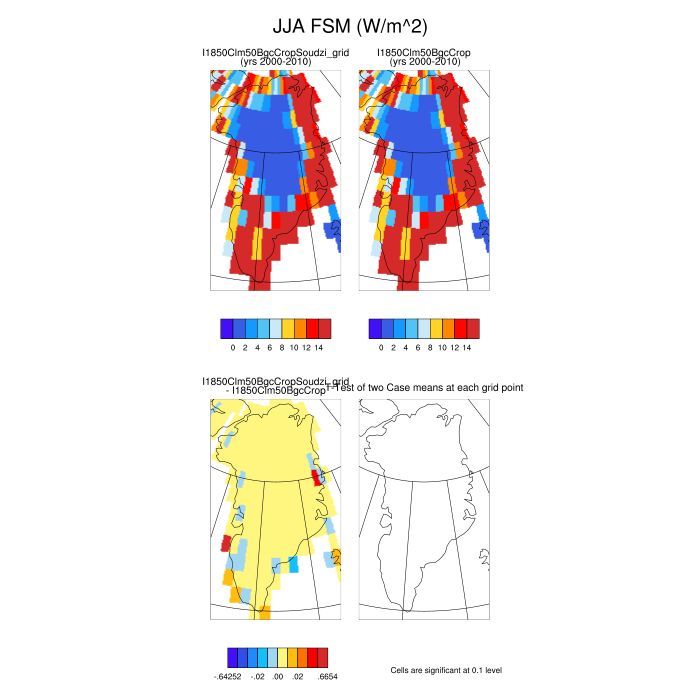 JJA FSM (W/m^2)
I1850Clm50BgcCropSoudzi_grid
(yrs 2000-2010)
I1850Clm50BgcCrop
(yrs 2000-2010)
0 2 4 6 8 10 12 14
0 2 4 6 8 10 12 14
I1850Clm50BgcCropSoudzi_grid
- I1850Clm50BgcCrop
T-Test of two Case means at each grid point
-.64252 -.02 .00 .02 .6654
Cells are significant at 0.1 level